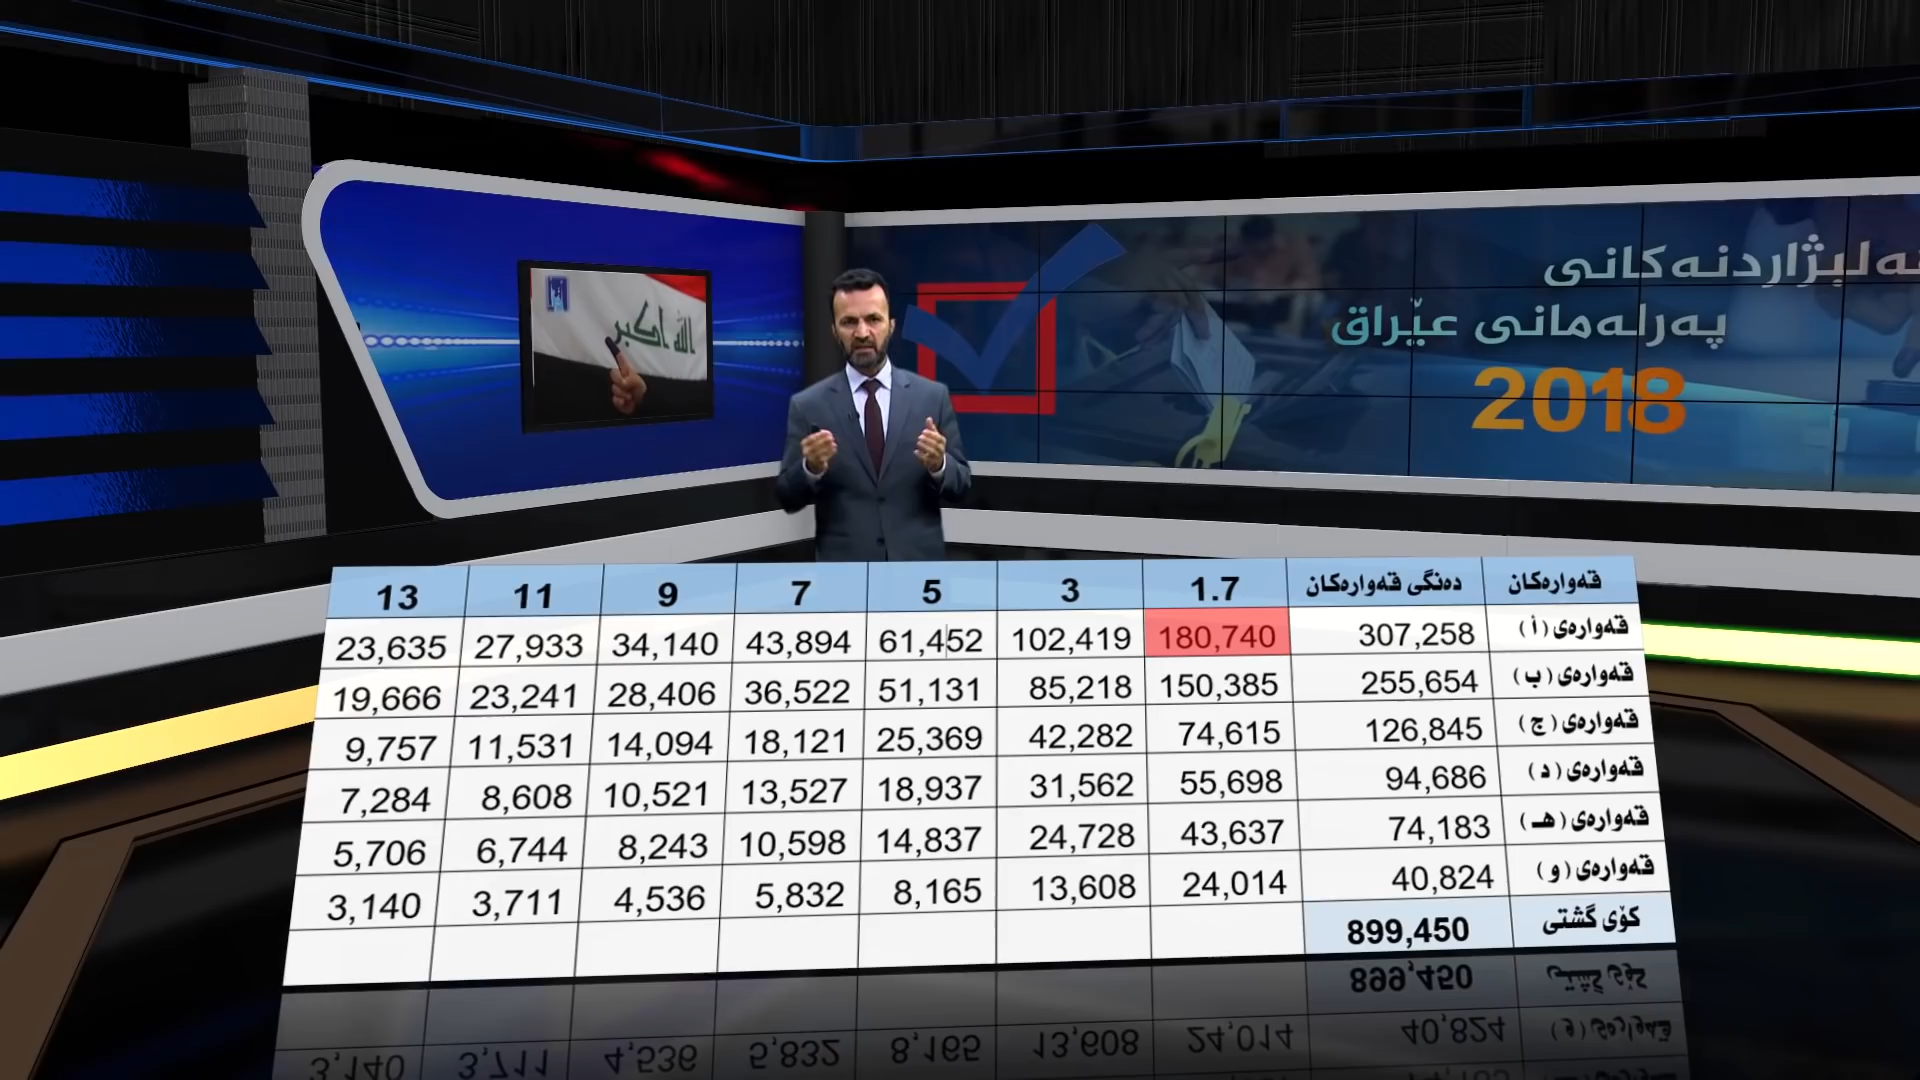 الله اكبر
هەلبژاردنەکانی
پەرلەمانی عێراق
2018
قەوارەکان دەنگی قەوارەکان 1.7 3 5 7 9 11 13
قەوارەی (أ) 307,258 180,740 102,419 61,452 43,894 34,140 27,933 23,635
قەوارەی (ب) 255,654 150,385 85,218 51,131 36,522 28,406 23,241 19,666
قەوارەی (ج) 126,845 74,615 42,282 25,369 18,121 14,094 11,531 9,757
قەوارەی (د) 94,686 55,698 31,562 18,937 13,527 10,521 8,608 7,284
قەوارەی (هـ) 74,183 43,637 24,728 14,837 10,598 8,243 6,744 5,706
قەوارەی (و) 40,824 24,014 13,608 8,165 5,832 4,536 3,711 3,140
کۆی گشتی 899,450